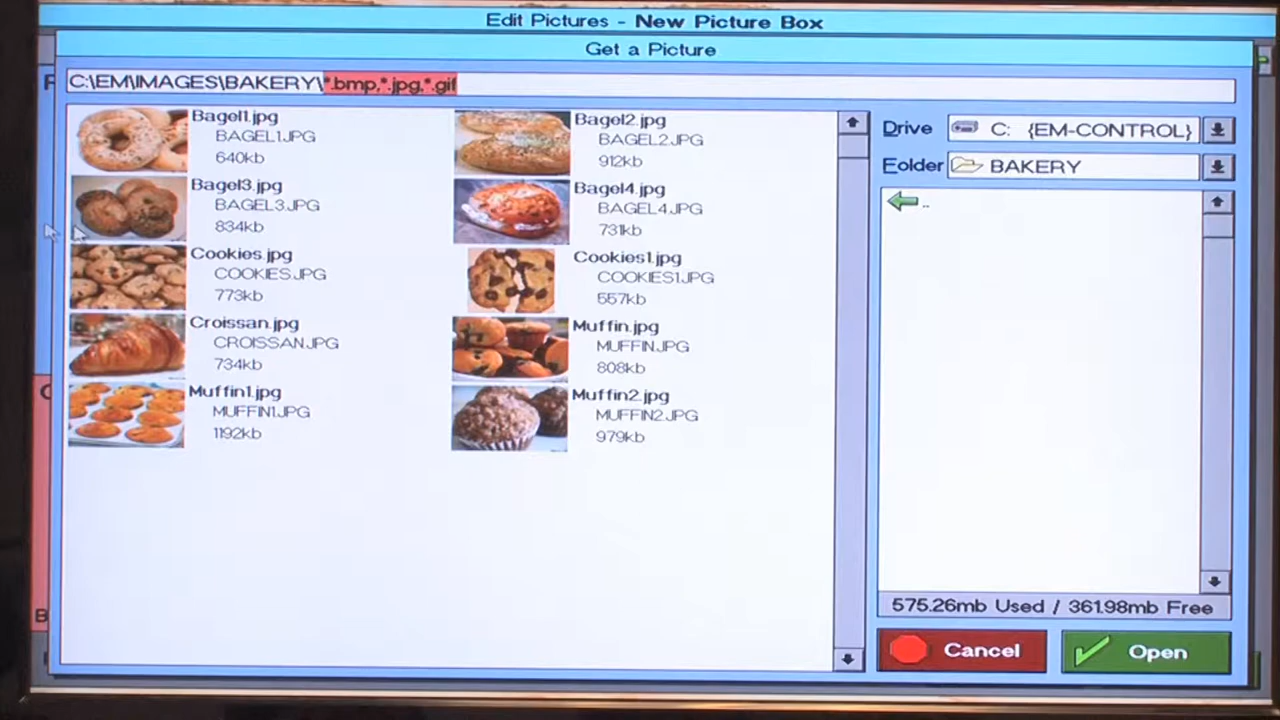 Edit Pictures - New Picture Box
Get a Picture
C:\EM\IMAGES\BAKERY\*.bmp,*.jpg,*.gif
Bagel1.jpg
BAGEL1.JPG
640kb
Bagel2.jpg
BAGEL2.JPG
912kb
Bagel3.jpg
BAGEL3.JPG
834kb
Bagel4.jpg
BAGEL4.JPG
731kb
Cookies.jpg
COOKIES.JPG
773kb
Cookies1.jpg
COOKIES1.JPG
557kb
Croissan.jpg
CROISSAN.JPG
734kb
Muffin.jpg
MUFFIN.JPG
808kb
Muffin1.jpg
MUFFIN1.JPG
1192kb
Muffin2.jpg
MUFFIN2.JPG
979kb
Drive C: {EM-CONTROL}
Folder BAKERY
..
575.26mb Used / 361.98mb Free
Cancel
Open